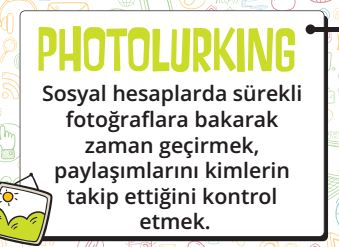 PHOTOLURKING
Sosyal hesaplarda sürekli
fotoğraflara bakarak
zaman geçirmek,
paylaşımlarını kimlerin
takip ettiğini kontrol
etmek.